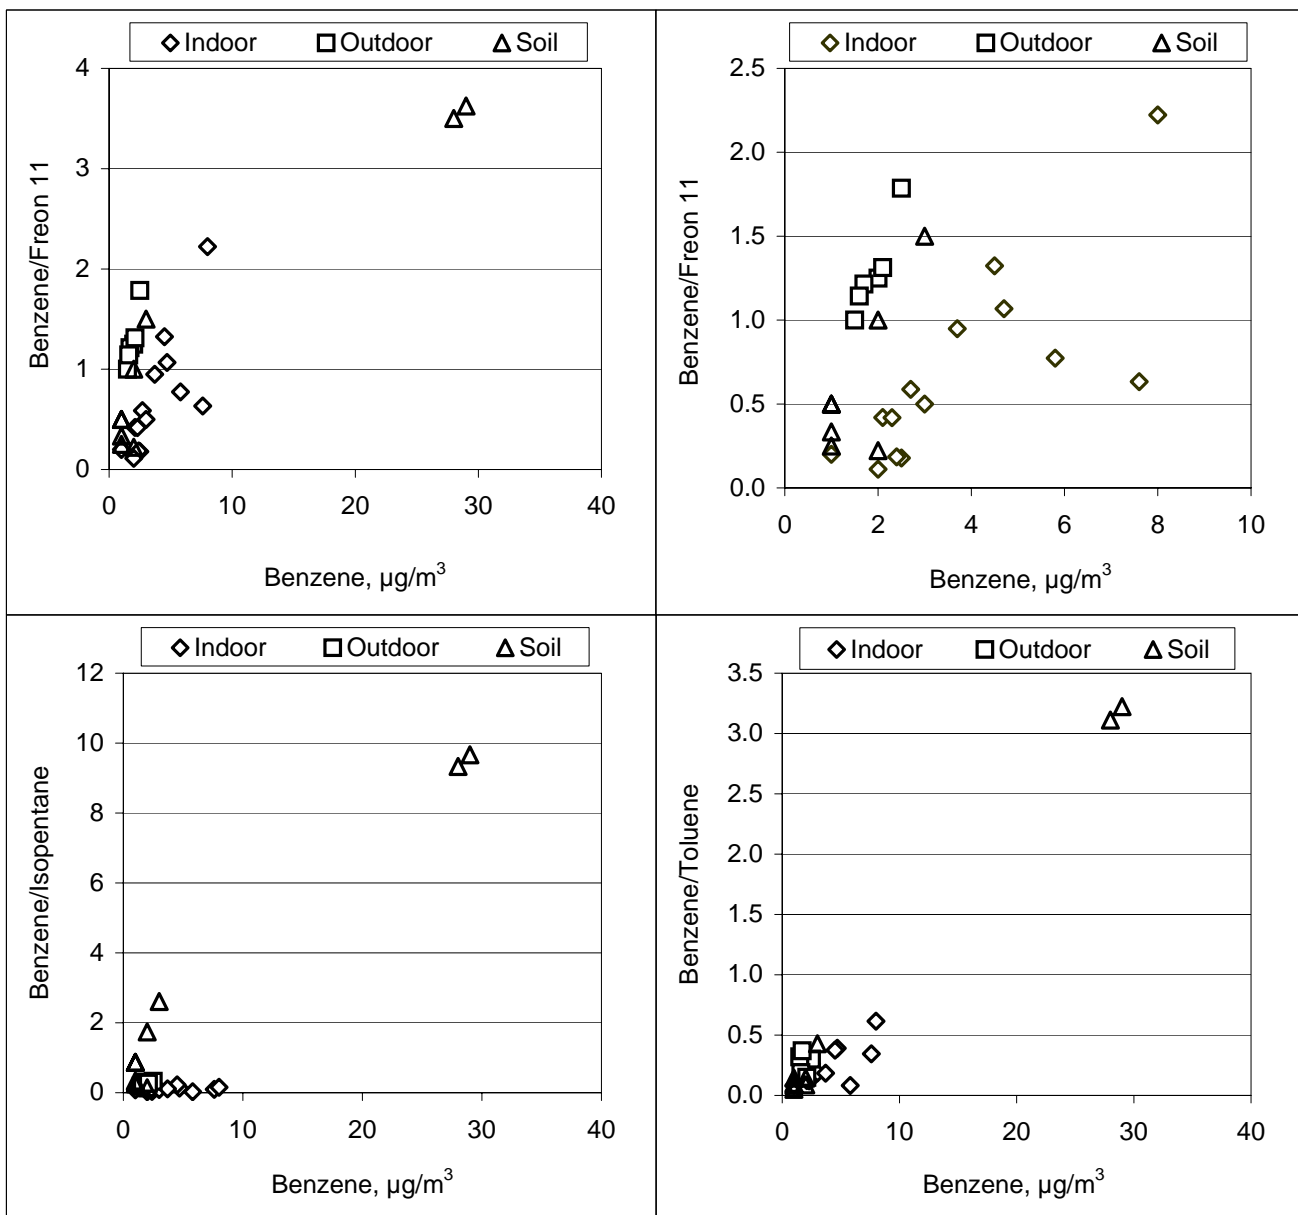 Indoor Outdoor Soil
4
3
2
1
0
0 10 20 30 40
Benzene/Freon 11
Benzene, µg/m³
Indoor Outdoor Soil
2.5
2.0
1.5
1.0
0.5
0.0
0 2 4 6 8 10
Benzene/Freon 11
Benzene, µg/m³
Indoor Outdoor Soil
12
10
8
6
4
2
0
0 10 20 30 40
Benzene/Isopentane
Benzene, µg/m³
Indoor Outdoor Soil
3.5
3.0
2.5
2.0
1.5
1.0
0.5
0.0
0 10 20 30 40
Benzene/Toluene
Benzene, µg/m³